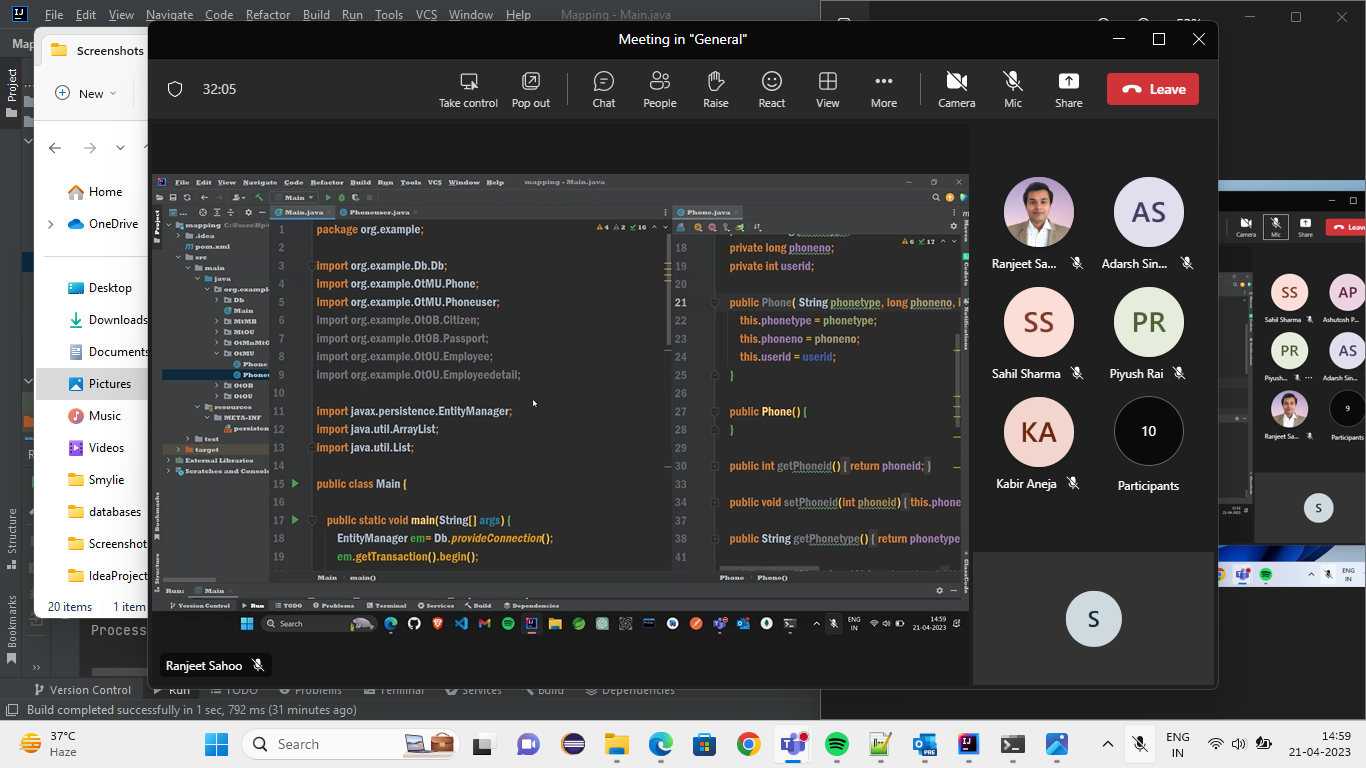 File Edit View Navigate Code Refactor Build Run Tools VCS Window Help Mapping - Main.java
Screenshots
New
Home
OneDrive
Desktop
Downloads
Documents
Pictures
Music
Videos
Smylie
databases
Screenshot
IdeaProject
20 items 1 item
Project
Structure
Bookmarks
Process
Meeting in "General"
32:05
Take control Pop out Chat People Raise React View More Camera Mic Share Leave
File Edit View Navigate Code Refactor Build Run Tools VCS Window Help mapping - Main.java
Main
Main.java Phoneuser.java Phone.java
mapping
.idea
pom.xml
src
main
java
org.example
Db
Main
MtMB
MtOU
OtMU
Phone
OtOB
OtOU
resources
META-INF
test
target
External Libraries
4 2 16
1 package org.example;
2
3 import org.example.Db.Db;
4 import org.example.OtMU.Phone;
5 import org.example.OtMU.Phoneuser;
6 import org.example.OtOB.Citizen;
7 import org.example.OtOB.Passport;
8 import org.example.OtOU.Employee;
9 import org.example.OtOU.Employeedetail;
10
11 import javax.persistence.EntityManager;
12 import java.util.ArrayList;
13 import java.util.List;
14
15 public class Main {
16
17 public static void main(String[] args) {
18 EntityManager em= Db.provideConnection();
19 em.getTransaction().begin();
Main main()
6 17
18 private long phoneno;
19 private int userid;
20
21 public Phone( String phonetype, long phoneno, i
22 this.phonetype = phonetype;
23 this.phoneno = phoneno;
24 this.userid = userid;
25 }
26
27 public Phone() {
28 }
29
30 public int getPhoneid() { return phoneid; }
33
34 public void setPhoneid(int phoneid) { this.phone
37
38 public String getPhonetype() { return phonetype
41
Phone Phone()
Maven
Codota
Notifications
Run: Main
Version Control Run TODO Problems Terminal Services Build Dependencies
Search
ENG
IN
14:59
21-04-2023
Ranjeet Sahoo
Ranjeet Sa...
AS
Adarsh Sin...
SS
Sahil Sharma
PR
Piyush Rai
KA
Kabir Aneja
10
Participants
S
Camera Mic Share Leav
SS
Sahil Sharma
AP
Ashutosh P...
PR
Piyush...
AS
Adarsh Sin...
Ranjeet Sa...
9
Participants
S
ENG
IN
Version Control Run TODO Problems Terminal Services Build Dependencies
Build completed successfully in 1 sec, 792 ms (31 minutes ago)
37°C
Haze
Search
ENG
IN
14:59
21-04-2023